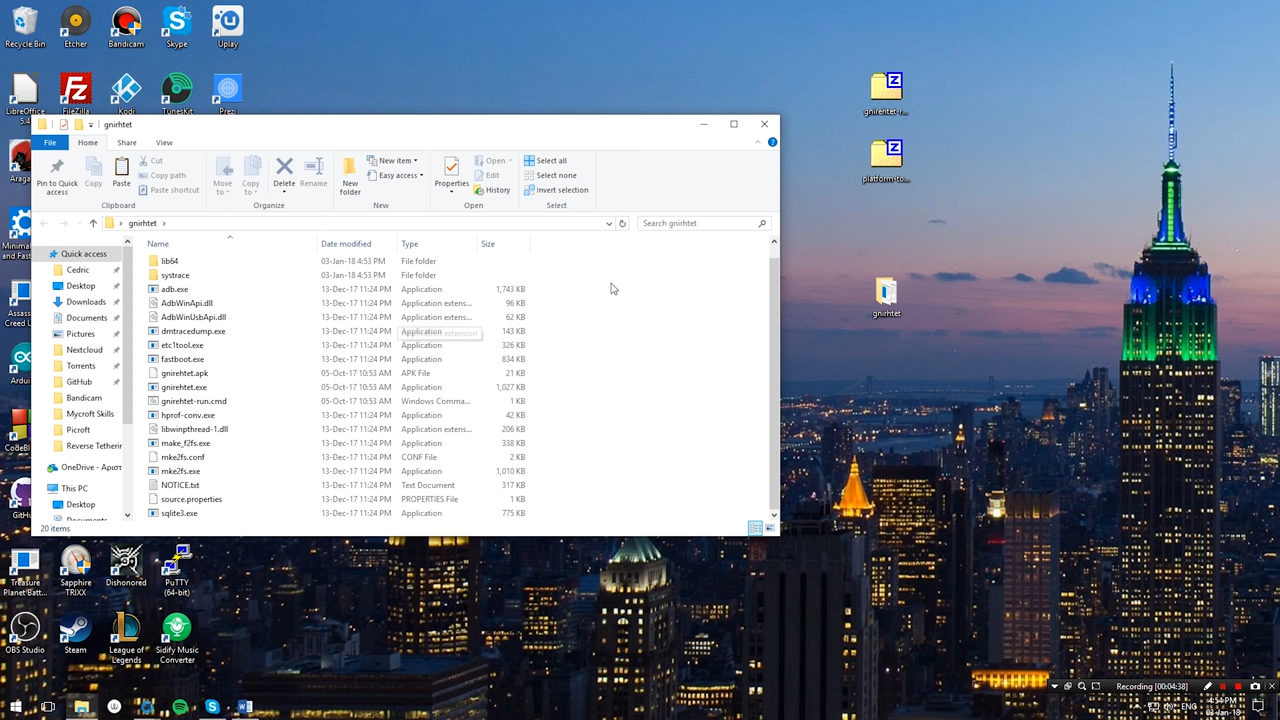 Recycle Bin
Etcher
Bandicam
Skype
Uplay
LibreOffice
FileZilla
Kodi
TunesKit
Prezi
gnirehtet-r...
platform-to...
gnirhtet
gnirhtet
File
Home
Share
View
Pin to Quick
access
Copy
Paste
Cut
Copy path
Paste shortcut
Clipboard
Move
to
Copy
to
Delete
Rename
Organize
New
folder
New item
Easy access
New
Properties
Open
Edit
History
Open
Select all
Select none
Invert selection
Select
gnirhtet
Search gnirhtet
Name
Date modified
Type
Size
lib64 03-Jan-18 4:53 PM File folder
systrace 03-Jan-18 4:53 PM File folder
adb.exe 13-Dec-17 11:24 PM Application 1,743 KB
AdbWinApi.dll 13-Dec-17 11:24 PM Application extens... 96 KB
AdbWinUsbApi.dll 13-Dec-17 11:24 PM Application extens... 62 KB
dmtracedump.exe 13-Dec-17 11:24 PM Application 143 KB
etc1tool.exe 13-Dec-17 11:24 PM Application 326 KB
fastboot.exe 13-Dec-17 11:24 PM Application 834 KB
gnirehtet.apk 05-Oct-17 10:53 AM APK File 21 KB
gnirehtet.exe 05-Oct-17 10:53 AM Application 1,027 KB
gnirehtet-run.cmd 05-Oct-17 10:53 AM Windows Comma... 1 KB
hprof-conv.exe 13-Dec-17 11:24 PM Application 42 KB
libwinpthread-1.dll 13-Dec-17 11:24 PM Application extens... 206 KB
make_f2fs.exe 13-Dec-17 11:24 PM Application 338 KB
mke2fs.conf 13-Dec-17 11:24 PM CONF File 2 KB
mke2fs.exe 13-Dec-17 11:24 PM Application 1,010 KB
NOTICE.txt 13-Dec-17 11:24 PM Text Document 317 KB
source.properties 13-Dec-17 11:24 PM PROPERTIES File 1 KB
sqlite3.exe 13-Dec-17 11:24 PM Application 775 KB
Quick access
Cedric
Desktop
Downloads
Documents
Pictures
Nextcloud
Torrents
GitHub
Bandicam
Mycroft Skills
Picroft
Reverse Tetherin
OneDrive - Αριστ
This PC
Desktop
20 items
Treasure
Planet Batt...
Sapphire
TRIXX
Dishonored
PuTTY
(64-bit)
OBS Studio
Steam
League of
Legends
Sidify Music
Converter
Recording [00:04:38]
ENG
4:54 PM
03-Jan-18